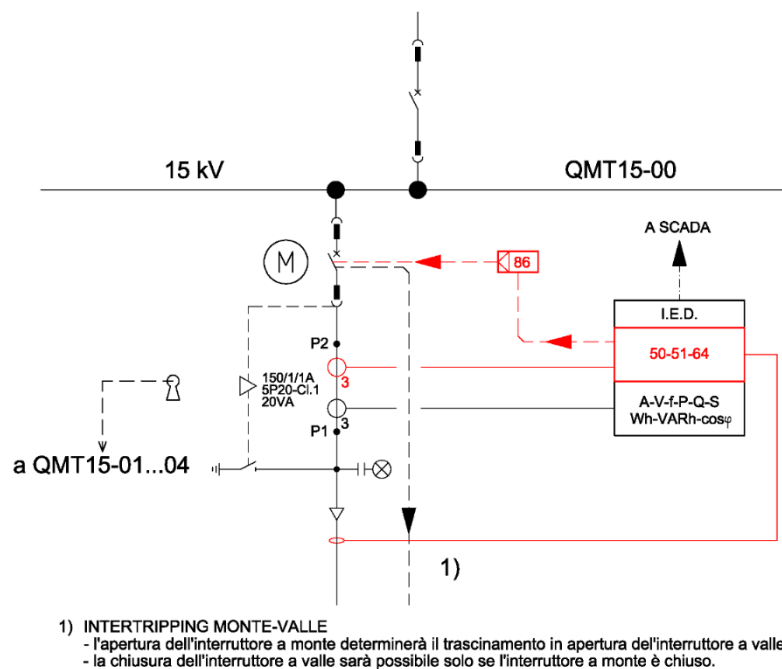 15 kV
QMT15-00
A SCADA
M
86
I.E.D.
50-51-64
P2
150/1/1A
5P20-Cl.1
20VA
3
A-V-f-P-Q-S
Wh-VARh-cosφ
3
P1
a QMT15-01...04
1)
1) INTERTRIPPING MONTE-VALLE
- l'apertura dell'interruttore a monte determinerà il trascinamento in apertura del'interruttore a valle
- la chiusura dell'interruttore a valle sarà possibile solo se l'interruttore a monte è chiuso.